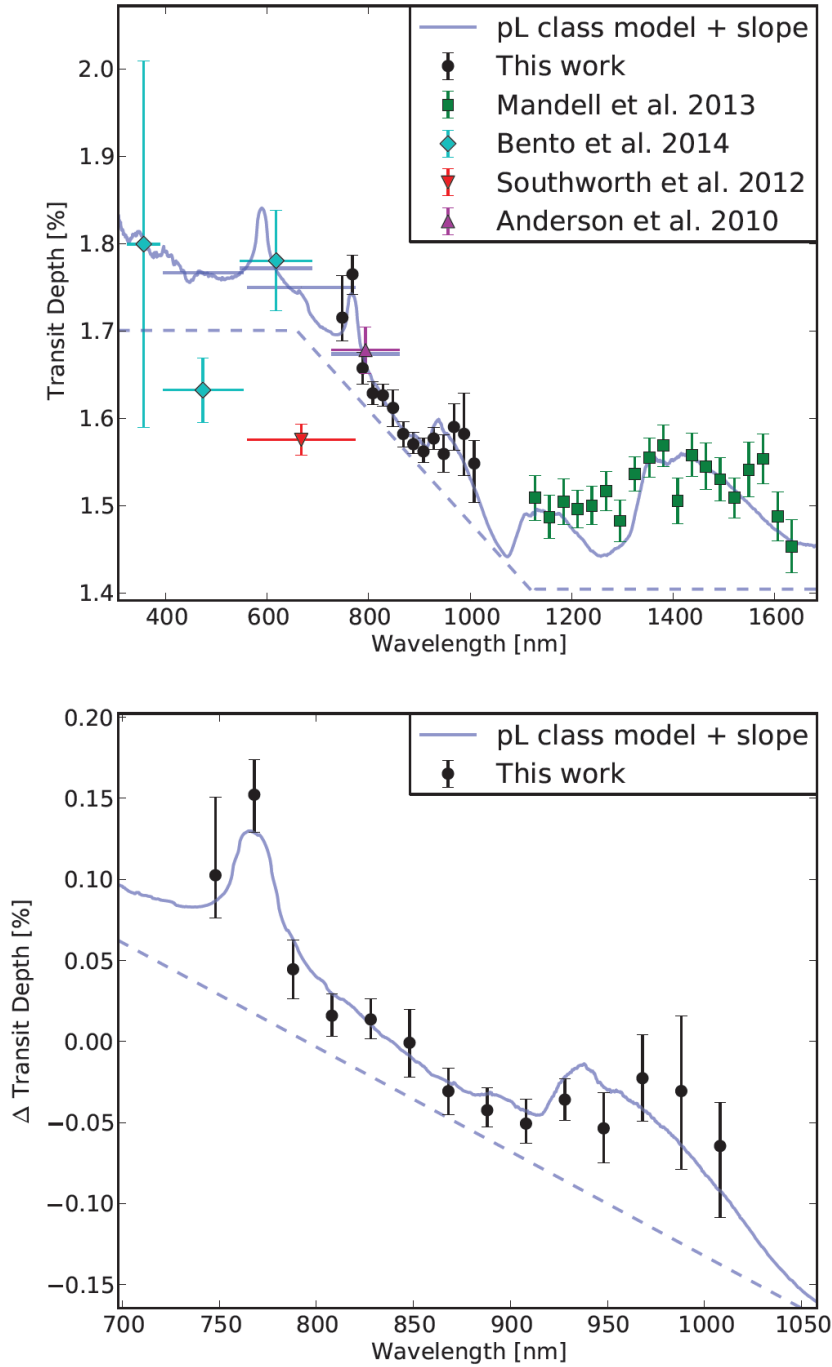 pL class model + slope
This work
Mandell et al. 2013
Bento et al. 2014
Southworth et al. 2012
Anderson et al. 2010
2.0
1.9
1.8
1.7
1.6
1.5
1.4
Transit Depth [%]
400 600 800 1000 1200 1400 1600
Wavelength [nm]
pL class model + slope
This work
0.20
0.15
0.10
0.05
0.00
−0.05
−0.10
−0.15
Δ Transit Depth [%]
700 750 800 850 900 950 1000 1050
Wavelength [nm]